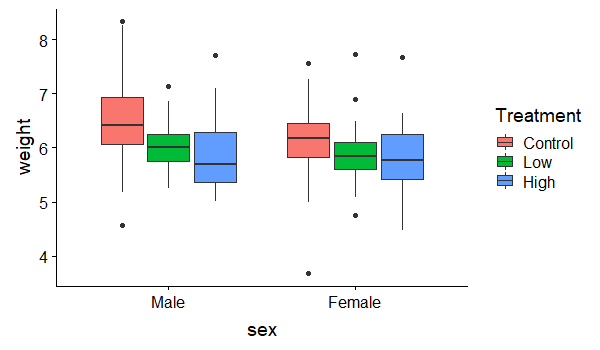 weight
8
7
6
5
4
Male Female
sex
Treatment
Control
Low
High